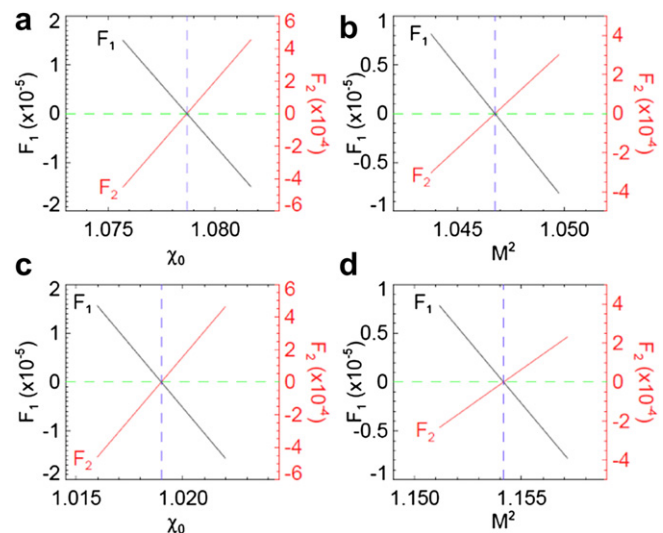 a
2
1
0
-1
-2
F₁ (x10⁻⁵)
F₁
F₂
6
4
2
0
-2
-4
-6
F₂ (x10⁻⁴)
1.075 1.080
χ₀
b
1
0.5
0
-0.5
-1
F₁ (x10⁻⁵)
F₁
F₂
4
2
0
-2
-4
F₂ (x10⁻⁴)
1.045 1.050
M²
c
2
1
0
-1
-2
F₁ (x10⁻⁵)
F₁
F₂
6
4
2
0
-2
-4
-6
F₂ (x10⁻⁴)
1.015 1.020
χ₀
d
1
0.5
0
-0.5
-1
F₁ (x10⁻⁵)
F₁
F₂
4
2
0
-2
-4
F₂ (x10⁻⁴)
1.150 1.155
M²